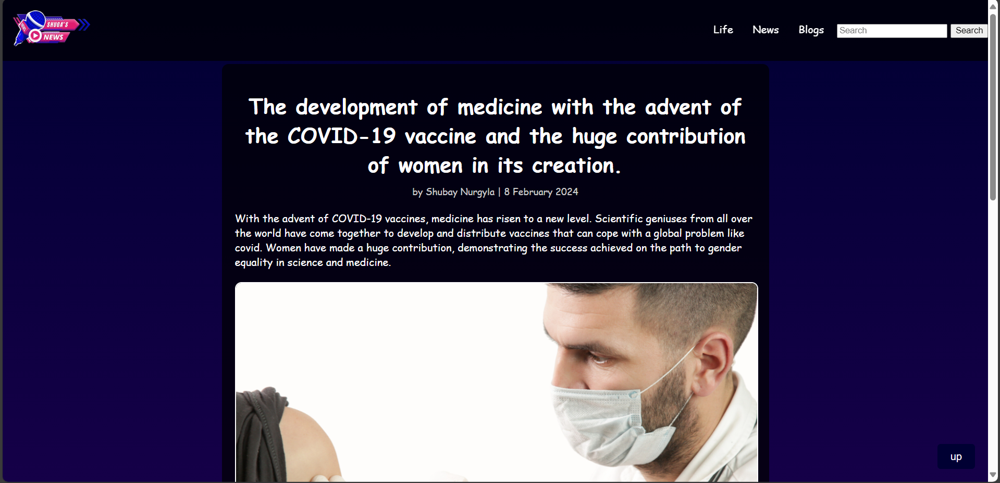 SHUGA'S
NEWS
NEWS
Life
News
Blogs
Search
Search
The development of medicine with the advent of
the COVID-19 vaccine and the huge contribution
of women in its creation.
by Shubay Nurgyla | 8 February 2024
With the advent of COVID-19 vaccines, medicine has risen to a new level. Scientific geniuses from all over
the world have come together to develop and distribute vaccines that can cope with a global problem like
covid. Women have made a huge contribution, demonstrating the success achieved on the path to gender
equality in science and medicine.
up